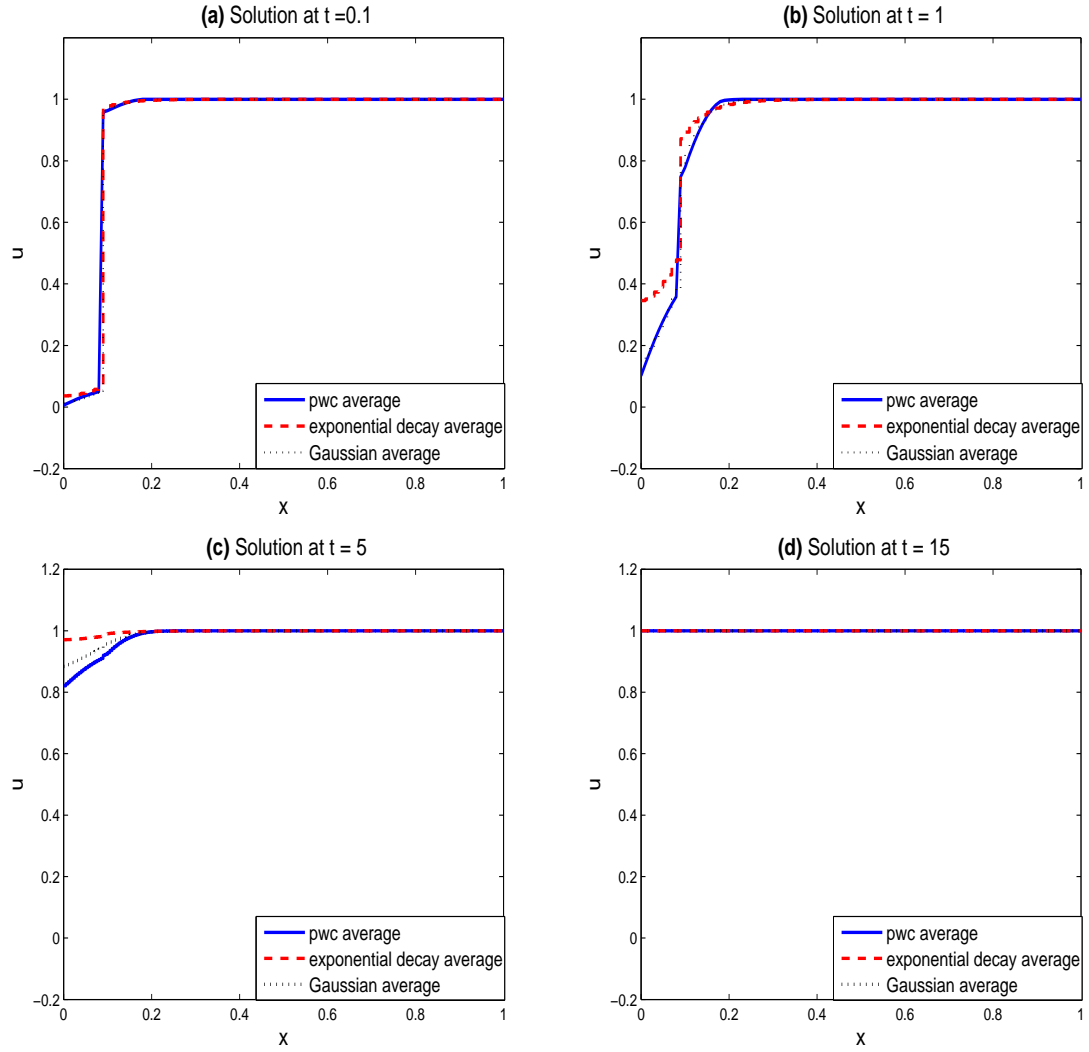 (a) Solution at t =0.1
u
1
0.8
0.6
0.4
0.2
0
−0.2
0
0.2
0.4
0.6
0.8
1
x
pwc average
exponential decay average
Gaussian average
(b) Solution at t = 1
u
1
0.8
0.6
0.4
0.2
0
−0.2
0
0.2
0.4
0.6
0.8
1
x
pwc average
exponential decay average
Gaussian average
(c) Solution at t = 5
u
1.2
1
0.8
0.6
0.4
0.2
0
−0.2
0
0.2
0.4
0.6
0.8
1
x
pwc average
exponential decay average
Gaussian average
(d) Solution at t = 15
u
1.2
1
0.8
0.6
0.4
0.2
0
−0.2
0
0.2
0.4
0.6
0.8
1
x
pwc average
exponential decay average
Gaussian average